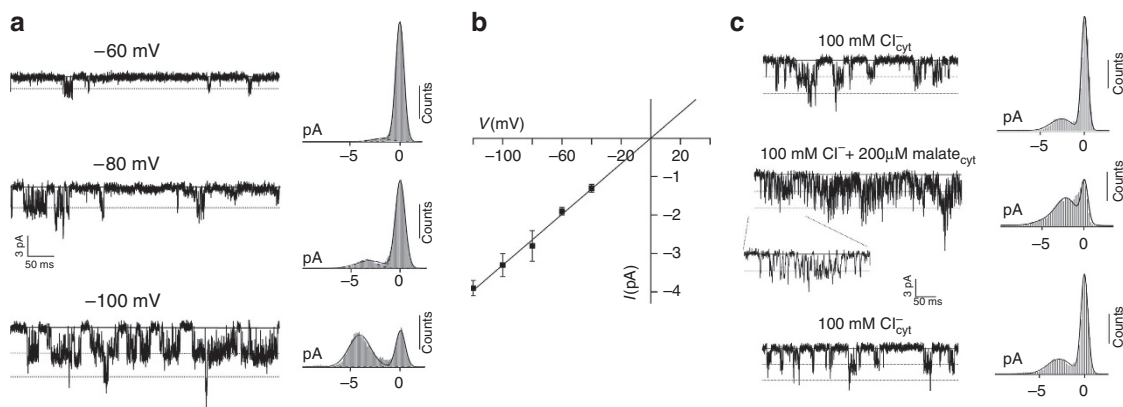 a
−60 mV
pA
−5
0
Counts
−80 mV
3 pA
50 ms
pA
−5
0
Counts
−100 mV
pA
−5
0
Counts
b
V(mV)
−100
−60
−20
20
−1
−2
−3
−4
I(pA)
c
100 mM Cl⁻cyt
pA
−5
0
Counts
100 mM Cl⁻ + 200μM malatecyt
pA
−5
0
Counts
3 pA
50 ms
100 mM Cl⁻cyt
pA
−5
0
Counts